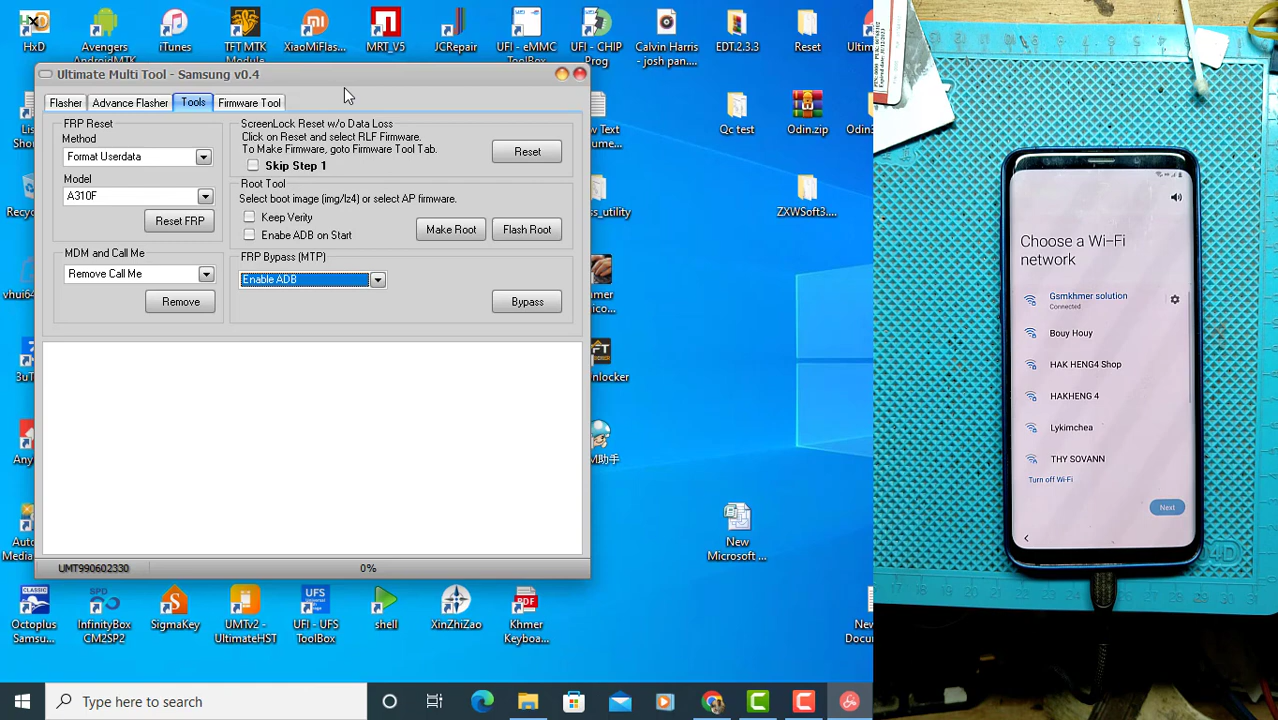 HxD
Avengers
AndroidMTK
iTunes
TFT MTK
Module
XiaoMiFlas...
MRT_V5
JCRepair
UFI - eMMC
ToolBox
UFI - CHIP
Prog
Calvin Harris
- josh pan....
EDT.2.3.3
Reset
Ultimate Multi Tool - Samsung v0.4
Flasher
Advance Flasher
Tools
Firmware Tool
FRP Reset
Method
Format Userdata
Model
A310F
Reset FRP
MDM and Call Me
Remove Call Me
Remove
ScreenLock Reset w/o Data Loss
Click on Reset and select RLF Firmware.
To Make Firmware, goto Firmware Tool Tab.
Skip Step 1
Reset
Root Tool
Select boot image (img/lz4) or select AP firmware.
Keep Verity
Enabe ADB on Start
Make Root
Flash Root
FRP Bypass (MTP)
Enable ADB
Bypass
UMT990602330
0%
Qc test
Odin.zip
ZXWSoft3....
New
Microsoft ...
Octoplus
Samsu...
InfinityBox
CM2SP2
SigmaKey
UMTv2 -
UltimateHST
UFI - UFS
ToolBox
shell
XinZhiZao
Khmer
Keyboa...
Type here to search
Choose a Wi-Fi
network
Gsmkhmer solution
Connected
Bouy Houy
HAK HENG4 Shop
HAKHENG 4
Lykimchea
THY SOVANN
Turn off Wi-Fi
Next